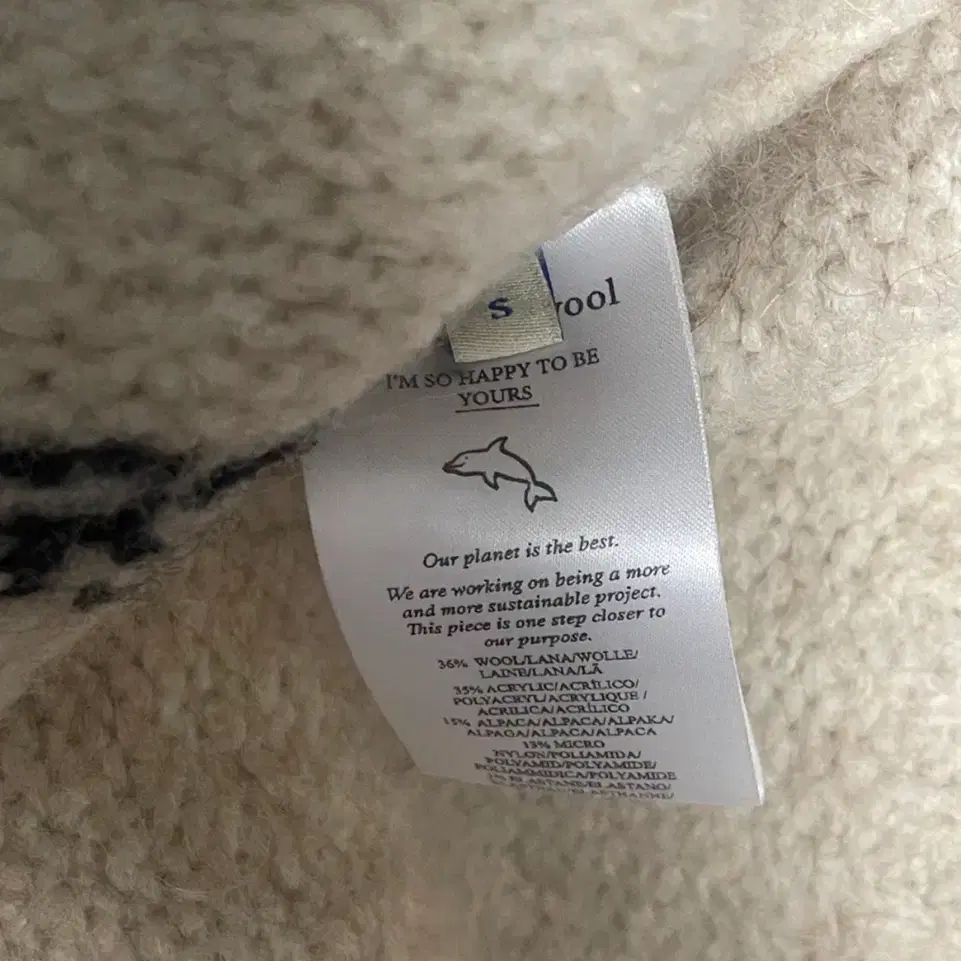 S
ool
I'M SO HAPPY TO BE
YOURS
Our planet is the best.
We are working on being a more
and more sustainable project.
This piece is one step closer to
our purpose.
36% WOOL/LANA/WOLLE/
LAINE/LANA/LÃ
35% ACRYLIC/ACRÍLICO/
POLYACRYL/ACRYLIQUE/
ACRILICA/ACRÍLICO
15% ALPACA/ALPACA/ALPAKA/
ALPAGA/ALPACA/ALPACA
13% MICRO
NYLON/POLIAMIDA/
POLYAMID/POLYAMIDE/
POLIAMMIDICA/POLYAMIDE
1% ELASTANE/ELASTANO/